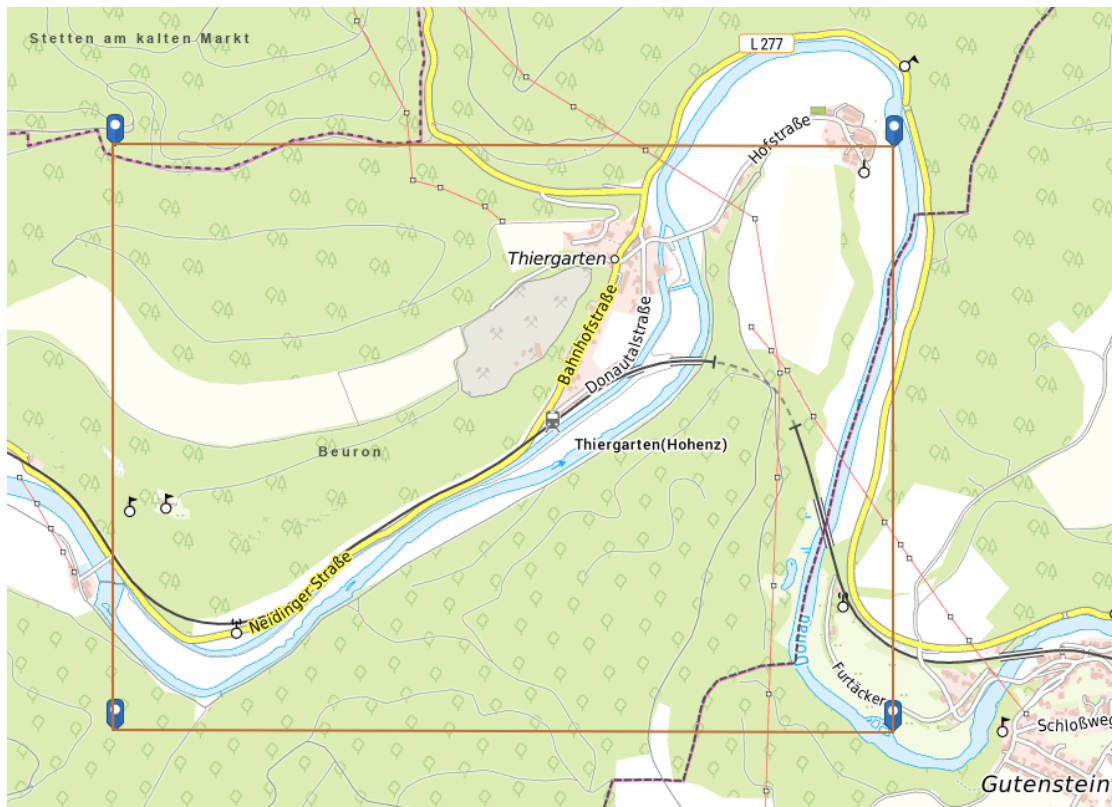 Stetten am kalten Markt
L 277
Hofstraße
Thiergarten
Bahnhofstraße
Donautalstraße
Thiergarten(Hohenz)
Beuron
Neidinger Straße
Donau
Furtäcker
Schloßweg
Gutenstein